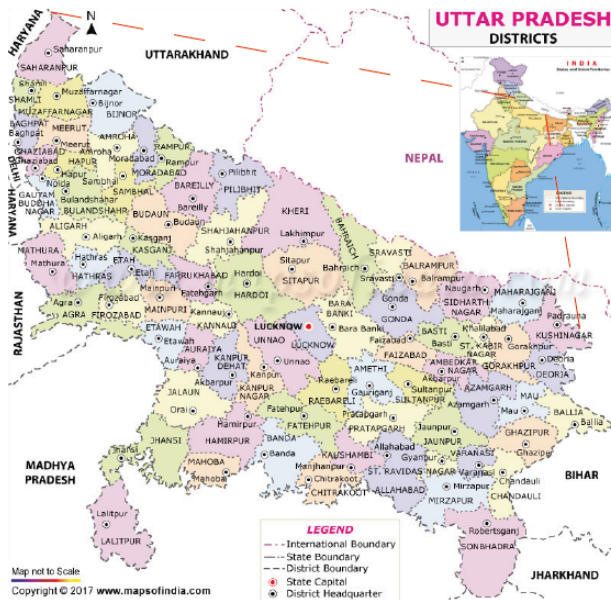 UTTAR PRADESH
DISTRICTS
HARYANA
N
UTTARAKHAND
INDIA
States and Union Territories
NEPAL
Saharanpur
SAHARANPUR
Shamli
SHAMLI
Muzaffarnagar
MUZAFFARNAGAR
Bijnor
BIJNOR
BAGHPAT
Baghpat
MEERUT
Meerut
AMROHA
Amroha
RAMPUR
Rampur
GHAZIABAD
Ghaziabad
HAPUR
Hapur
Moradabad
MORADABAD
DELHI
HARYANA
Noida
GAUTAM
BUDDHA
NAGAR
Sambhal
SAMBHAL
Bulandshahar
BULANDSHAHR
BAREILLY
Bareilly
Pilibhit
PILIBHIT
BUDAUN
Budaun
ALIGARH
Aligarh
Kasganj
KASGANJ
SHAHJAHANPUR
Shahjahanpur
KHERI
Lakhimpur
BAHRAICH
Bahraich
SRAVASTI
Sravasti
BALRAMPUR
Balrampur
MATHURA
Mathura
Hathras
HATHRAS
ETAH
Etah
FARRUKHABAD
Fatehgarh
Hardoi
HARDOI
Sitapur
SITAPUR
Gonda
GONDA
Naugarh
SIDHARTH
NAGAR
MAHARAJGANJ
Maharajganj
Padrauna
KUSHINAGAR
RAJASTHAN
Agra
AGRA
Firozabad
FIROZABAD
Mainpuri
MAINPURI
Kannauj
KANNAUJ
LUCKNOW
LUCKNOW
BARA
BANKI
Bara Banki
Faizabad
FAIZABAD
BASTI
Basti
Khalilabad
ST. KABIR
NAGAR
Gorakhpur
GORAKHPUR
Deoria
DEORIA
ETAWAH
Etawah
AURAIYA
Auraiya
KANPUR
DEHAT
Akbarpur
Kanpur
KANPUR
NAGAR
UNNAO
Unnao
Raebareli
RAEBARELI
AMETHI
Gauriganj
Sultanpur
SULTANPUR
AMBEDKAR
NAGAR
Akbarpur
AZAMGARH
Azamgarh
MAU
Mau
BALLIA
Ballia
JALAUN
Orai
Hamirpur
HAMIRPUR
Fatehpur
FATEHPUR
Pratapgarh
PRATAPGARH
Jaunpur
JAUNPUR
GHAZIPUR
Ghazipur
JHANSI
Jhansi
MAHOBA
Mahoba
BANDA
Banda
KAUSHAMBI
Manjhanpur
Chitrakoot
CHITRAKOOT
Allahabad
ALLAHABAD
Gyanpur
ST. RAVIDAS NAGAR
VARANASI
Varanasi
Mirzapur
MIRZAPUR
Chandauli
CHANDAULI
BIHAR
MADHYA
PRADESH
Lalitpur
LALITPUR
Robertsganj
SONBHADRA
JHARKHAND
LEGEND
International Boundary
State Boundary
District Boundary
State Capital
District Headquarter
Map not to Scale
Copyright © 2017 www.mapsofindia.com